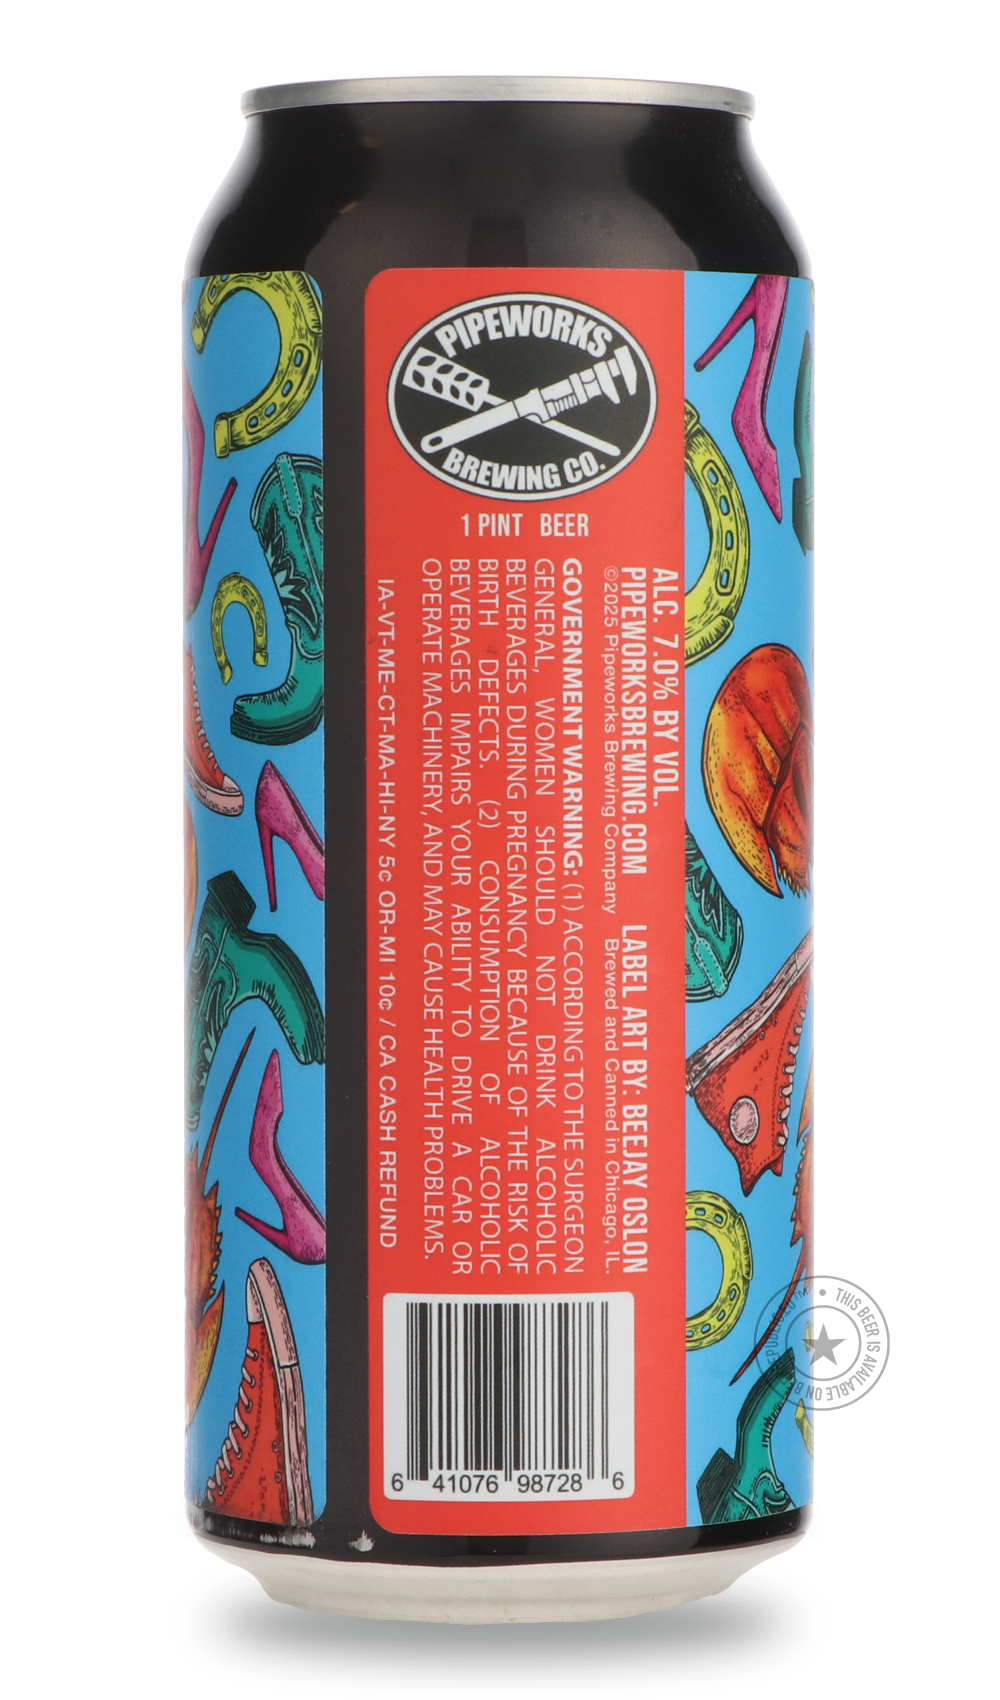 PIPEWORKS
BREWING CO.
1 PINT BEER
ALC. 7.0% BY VOL.
PIPEWORKSBREWING.COM LABEL ART BY: BEEJAY OSLON
©2025 Pipeworks Brewing Company Brewed and Canned in Chicago, IL.
GOVERNMENT WARNING: (1) ACCORDING TO THE SURGEON
GENERAL, WOMEN SHOULD NOT DRINK ALCOHOLIC
BEVERAGES DURING PREGNANCY BECAUSE OF THE RISK OF
BIRTH DEFECTS. (2) CONSUMPTION OF ALCOHOLIC
BEVERAGES IMPAIRS YOUR ABILITY TO DRIVE A CAR OR
OPERATE MACHINERY, AND MAY CAUSE HEALTH PROBLEMS.
IA-VT-ME-CT-MA-HI-NY 5¢ OR-MI 10¢ / CA CASH REFUND
6 41076 98728 6
THIS BEER IS AVAILABLE ON